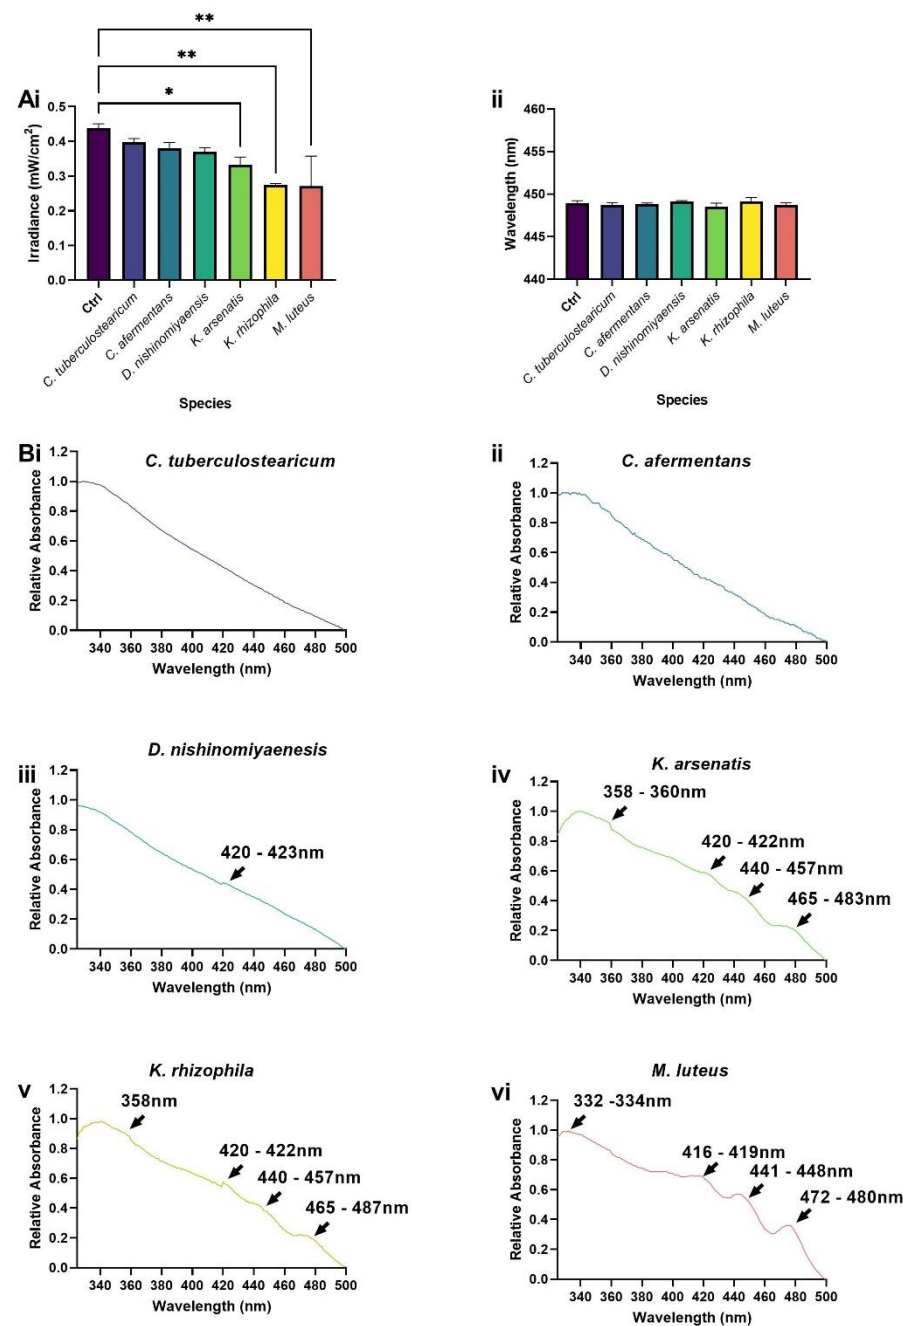 **
**
*
Ai
Irradiance (mW/cm²)
0.5
0.4
0.3
0.2
0.1
0.0
Ctrl
C. tuberculostearicum
C. afermentans
D. nishinomiyaensis
K. arsenatis
K. rhizophila
M. luteus
Species
ii
Wavelength (nm)
460
455
450
445
440
Ctrl
C. tuberculostearicum
C. afermentans
D. nishinomiyaensis
K. arsenatis
K. rhizophila
M. luteus
Species
Bi
C. tuberculostearicum
Relative Absorbance
1.2
1.0
0.8
0.6
0.4
0.2
0.0
340 360 380 400 420 440 460 480 500
Wavelength (nm)
ii
C. afermentans
Relative Absorbance
1.2
1.0
0.8
0.6
0.4
0.2
0.0
340 360 380 400 420 440 460 480 500
Wavelength (nm)
iii
D. nishinomiyaenesis
Relative Absorbance
1.2
1.0
0.8
0.6
0.4
0.2
0.0
420 - 423nm
340 360 380 400 420 440 460 480 500
Wavelength (nm)
iv
K. arsenatis
Relative Absorbance
1.2
1.0
0.8
0.6
0.4
0.2
0.0
358 - 360nm
420 - 422nm
440 - 457nm
465 - 483nm
340 360 380 400 420 440 460 480 500
Wavelength (nm)
v
K. rhizophila
Relative Absorbance
1.2
1.0
0.8
0.6
0.4
0.2
0.0
358nm
420 - 422nm
440 - 457nm
465 - 487nm
340 360 380 400 420 440 460 480 500
Wavelength (nm)
vi
M. luteus
Relative Absorbance
1.2
1.0
0.8
0.6
0.4
0.2
0.0
332 -334nm
416 - 419nm
441 - 448nm
472 - 480nm
340 360 380 400 420 440 460 480 500
Wavelength (nm)